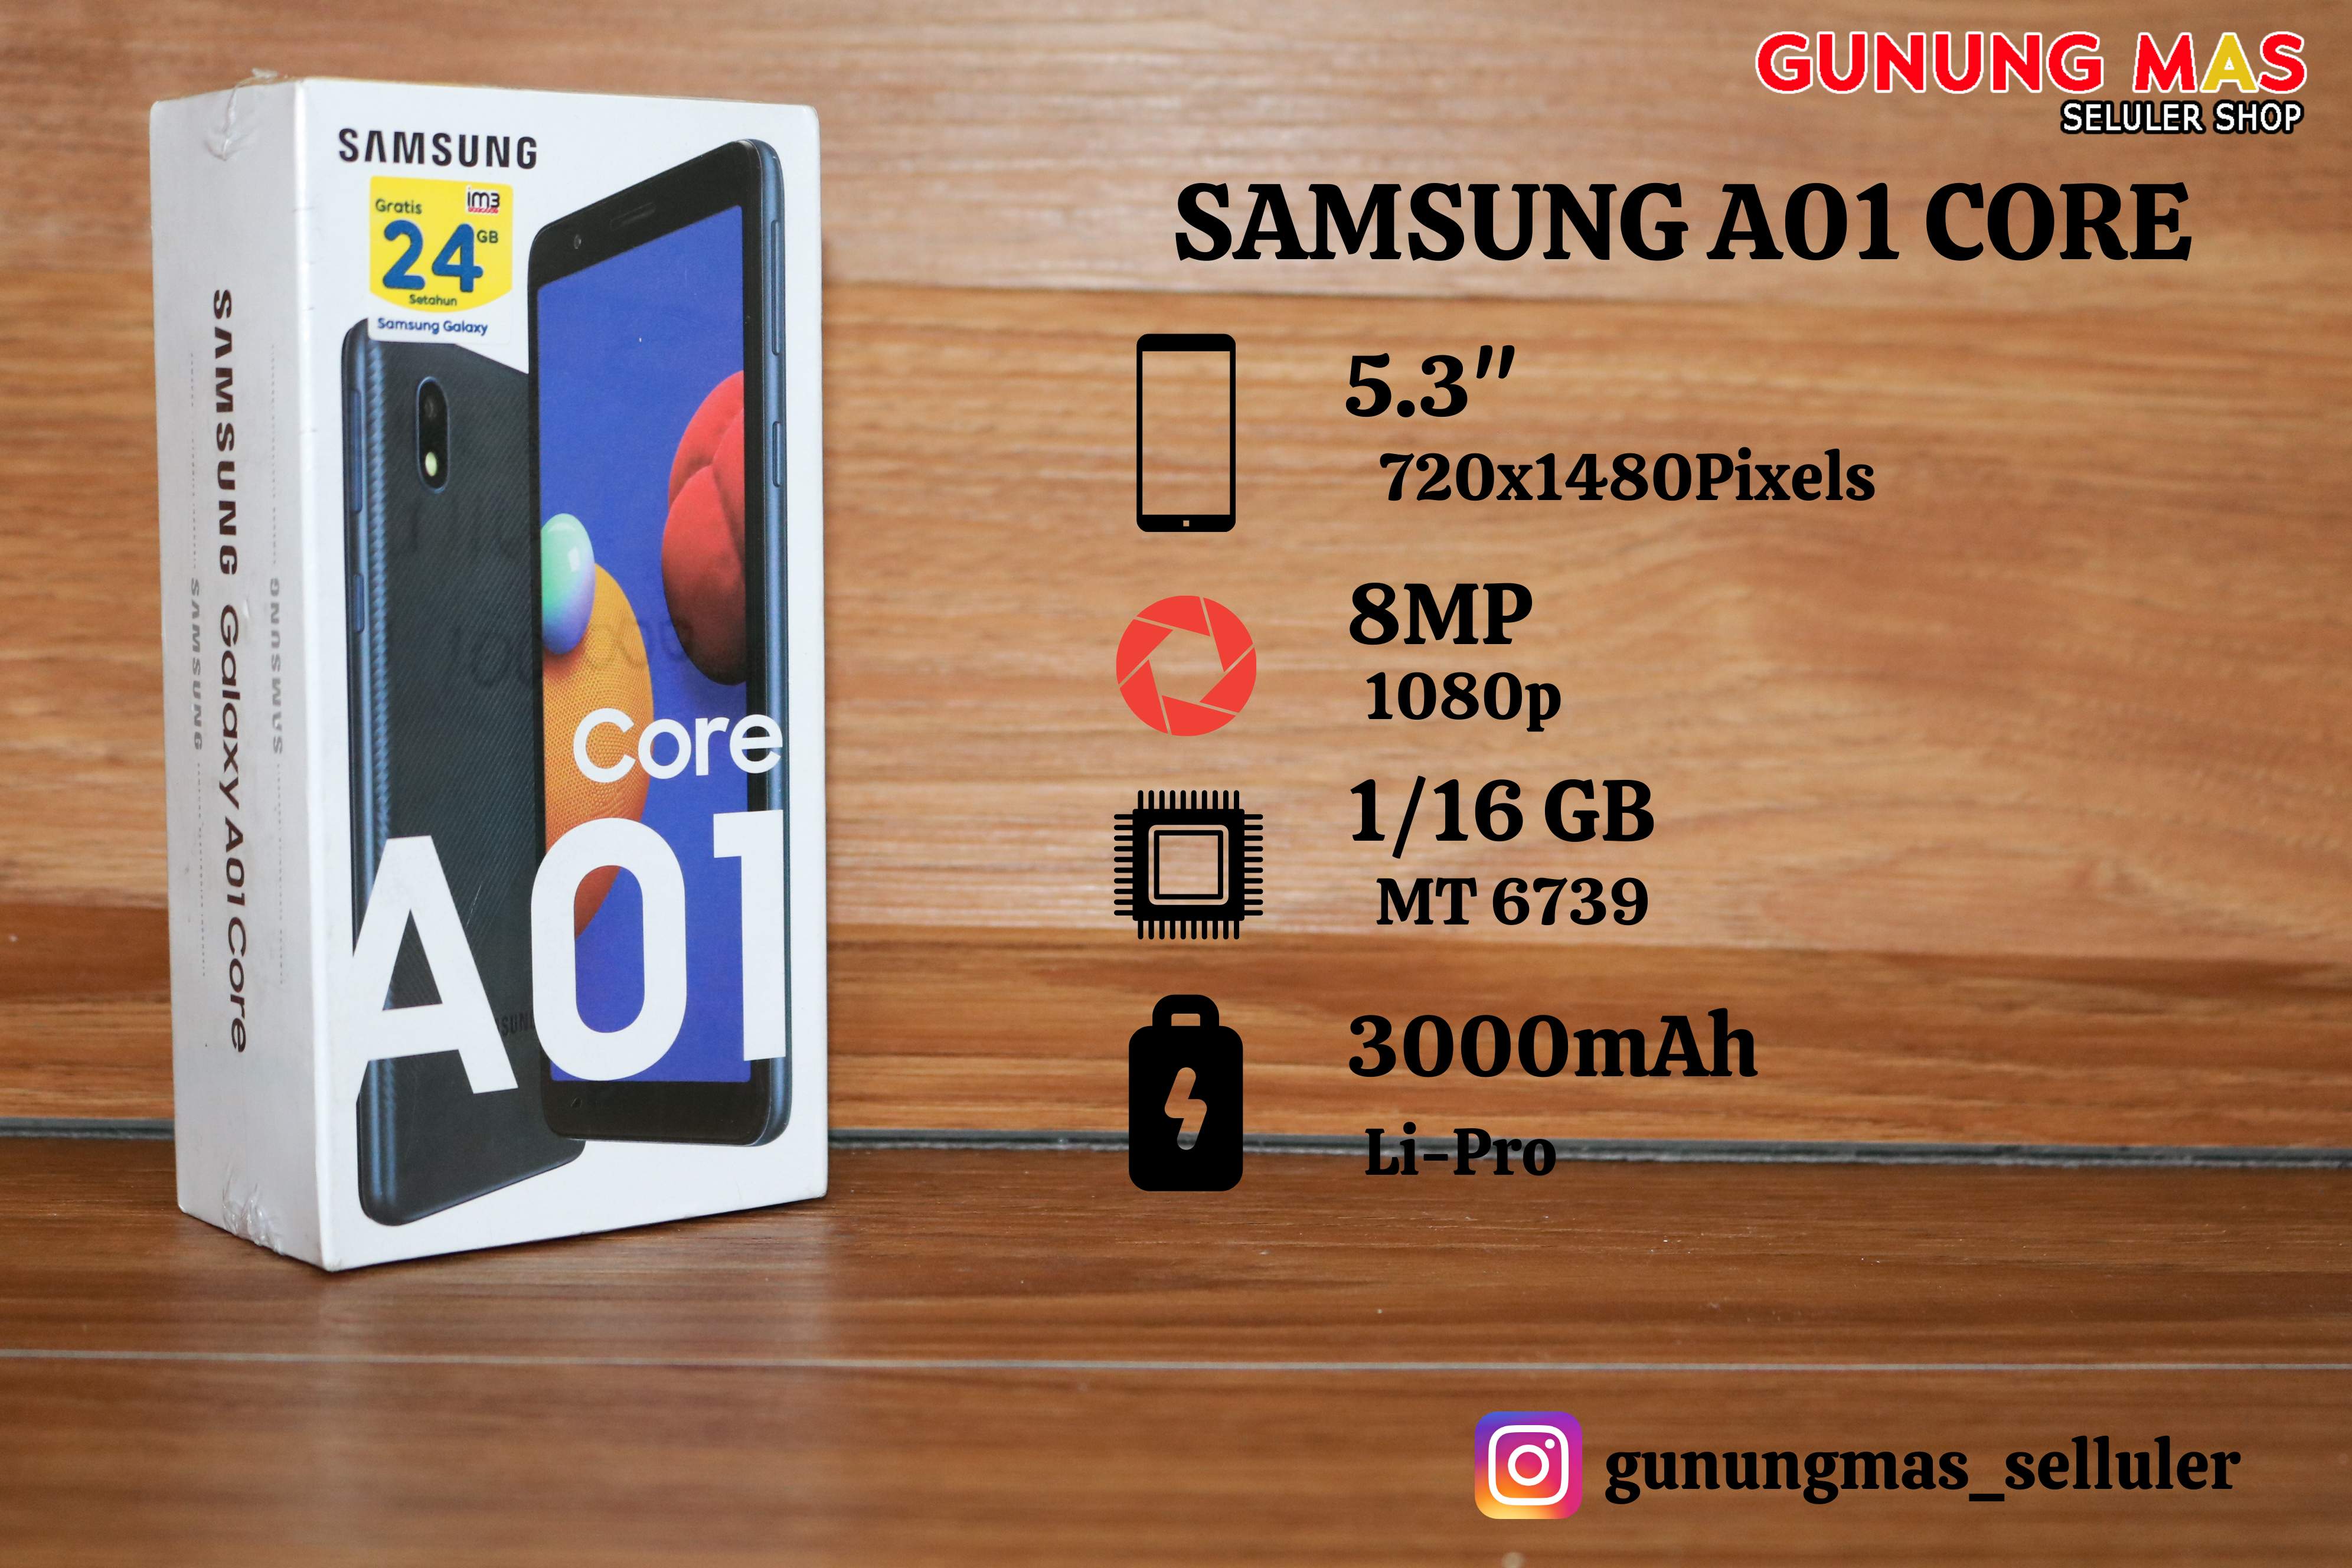 GUNUNG MAS
SELULER SHOP
SAMSUNG A01 CORE
5.3"
720x1480Pixels
8MP
1080p
1/16 GB
MT 6739
3000mAh
Li-Pro
gunungmas_selluler
SAMSUNG
Gratis
im3
24 GB
Setahun
Samsung Galaxy
Core
A01
SAMSUNG Galaxy A01 Core
SAMSUNG
SAMSUNG